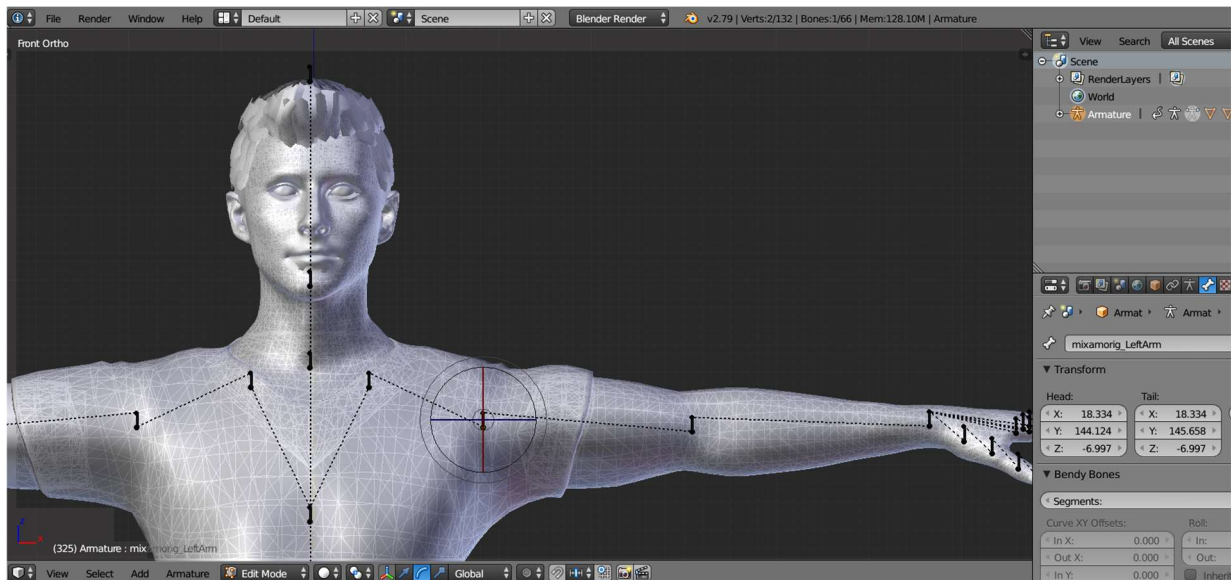 File Render Window Help Default Scene Blender Render v2.79 | Verts:2/132 | Bones:1/66 | Mem:128.10M | Armature
Front Ortho
View Search All Scenes
Scene
RenderLayers |
World
Armature |
Armat Armat
mixamorig_LeftArm
Transform
Head: Tail:
X: 18.334 X: 18.334
Y: 144.124 Y: 145.658
Z: -6.997 Z: -6.997
Bendy Bones
Segments:
Curve XY Offsets: Roll:
In X: 0.000 In:
Out X: 0.000 Out:
In Y: 0.000
z
x
(325) Armature : mixamorig_LeftArm
View Select Add Armature Edit Mode Global